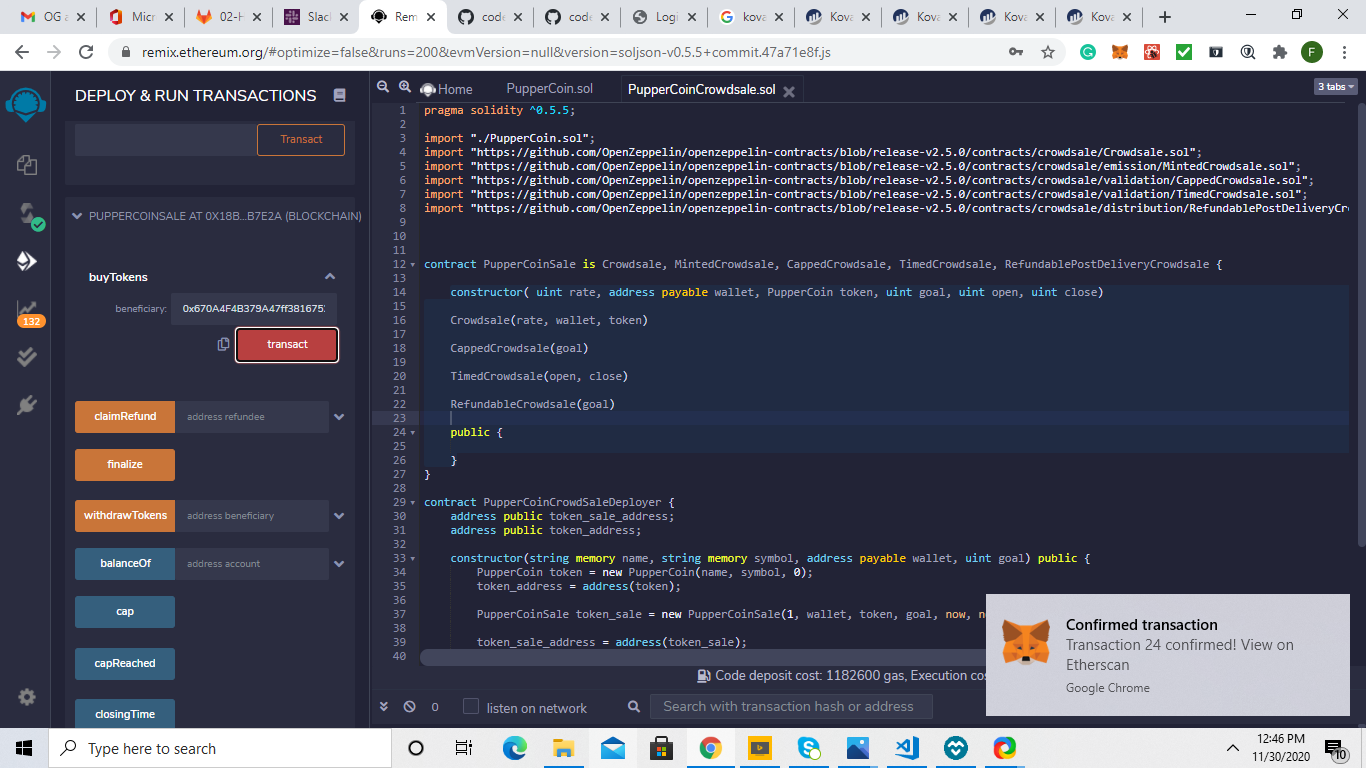 OG a
Micr
02-H
Slac
Rem
code
code
Logi
kova
Kova
Kova
Kova
Kova
remix.ethereum.org/#optimize=false&runs=200&evmVersion=null&version=soljson-v0.5.5+commit.47a71e8f.js
F
DEPLOY & RUN TRANSACTIONS
Transact
PUPPERCOINSALE AT 0X18B...B7E2A (BLOCKCHAIN)
buyTokens
beneficiary:
0x670A4F4B379A47ff381675
transact
claimRefund
address refundee
finalize
withdrawTokens
address beneficiary
balanceOf
address account
cap
capReached
closingTime
132
Home
PupperCoin.sol
PupperCoinCrowdsale.sol
3 tabs
1 pragma solidity ^0.5.5;
2
3 import "./PupperCoin.sol";
4 import "https://github.com/OpenZeppelin/openzeppelin-contracts/blob/release-v2.5.0/contracts/crowdsale/Crowdsale.sol";
5 import "https://github.com/OpenZeppelin/openzeppelin-contracts/blob/release-v2.5.0/contracts/crowdsale/emission/MintedCrowdsale.sol";
6 import "https://github.com/OpenZeppelin/openzeppelin-contracts/blob/release-v2.5.0/contracts/crowdsale/validation/CappedCrowdsale.sol";
7 import "https://github.com/OpenZeppelin/openzeppelin-contracts/blob/release-v2.5.0/contracts/crowdsale/validation/TimedCrowdsale.sol";
8 import "https://github.com/OpenZeppelin/openzeppelin-contracts/blob/release-v2.5.0/contracts/crowdsale/distribution/RefundablePostDeliveryCr
9
10
11
12 contract PupperCoinSale is Crowdsale, MintedCrowdsale, CappedCrowdsale, TimedCrowdsale, RefundablePostDeliveryCrowdsale {
13
14 constructor( uint rate, address payable wallet, PupperCoin token, uint goal, uint open, uint close)
15
16 Crowdsale(rate, wallet, token)
17
18 CappedCrowdsale(goal)
19
20 TimedCrowdsale(open, close)
21
22 RefundableCrowdsale(goal)
23
24 public {
25
26 }
27 }
28
29 contract PupperCoinCrowdSaleDeployer {
30 address public token_sale_address;
31 address public token_address;
32
33 constructor(string memory name, string memory symbol, address payable wallet, uint goal) public {
34 PupperCoin token = new PupperCoin(name, symbol, 0);
35 token_address = address(token);
36
37 PupperCoinSale token_sale = new PupperCoinSale(1, wallet, token, goal, now, n
38
39 token_sale_address = address(token_sale);
40
Code deposit cost: 1182600 gas, Execution cos
0
listen on network
Search with transaction hash or address
Confirmed transaction
Transaction 24 confirmed! View on
Etherscan
Google Chrome
Type here to search
12:46 PM
11/30/2020
10